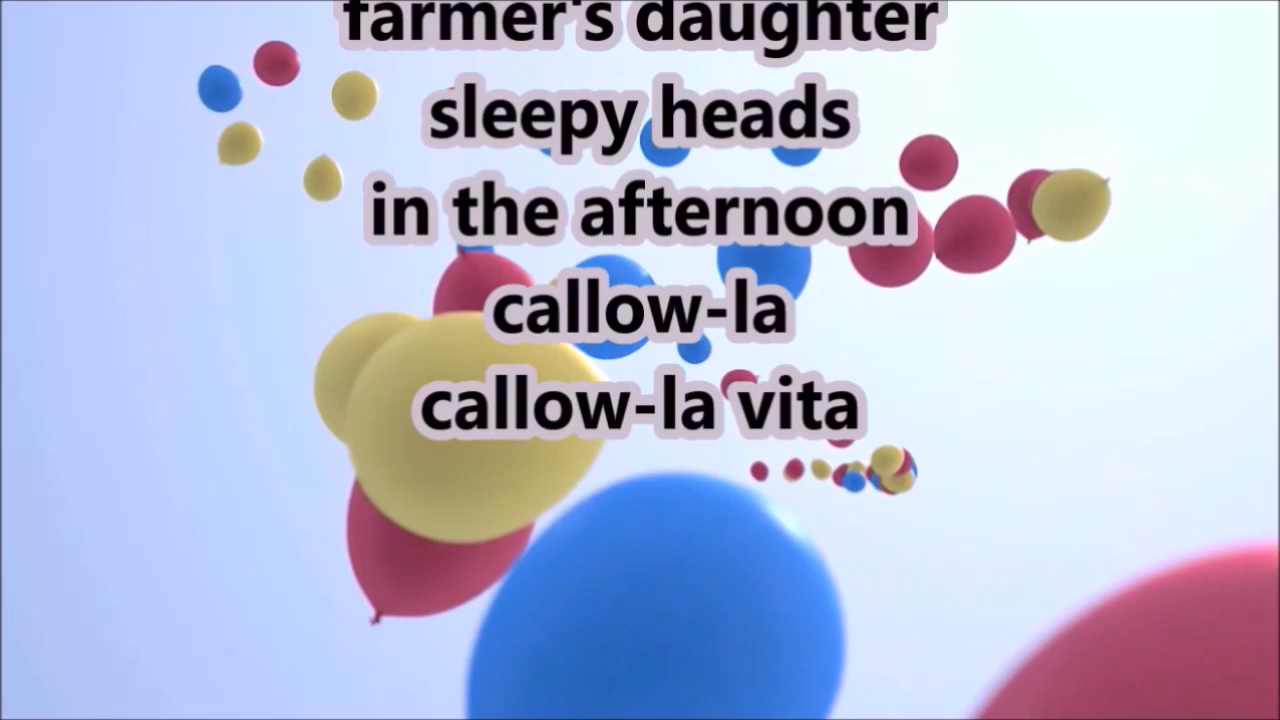 farmer's daughter
sleepy heads
in the afternoon
callow-la
callow-la vita